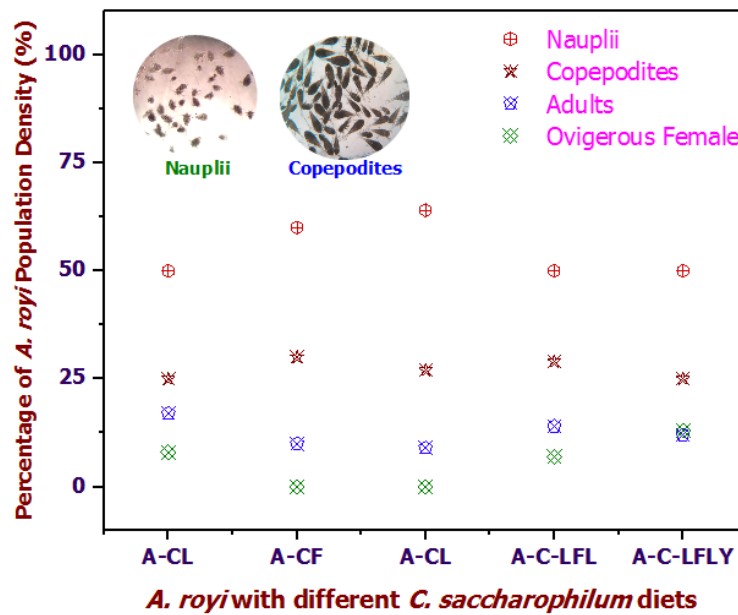 Percentage of A. royi Population Density (%)
100
75
50
25
0
Nauplii
Copepodites
Nauplii
Copepodites
Adults
Ovigerous Female
A-CL A-CF A-CL A-C-LFL A-C-LFLY
A. royi with different C. saccharophilum diets